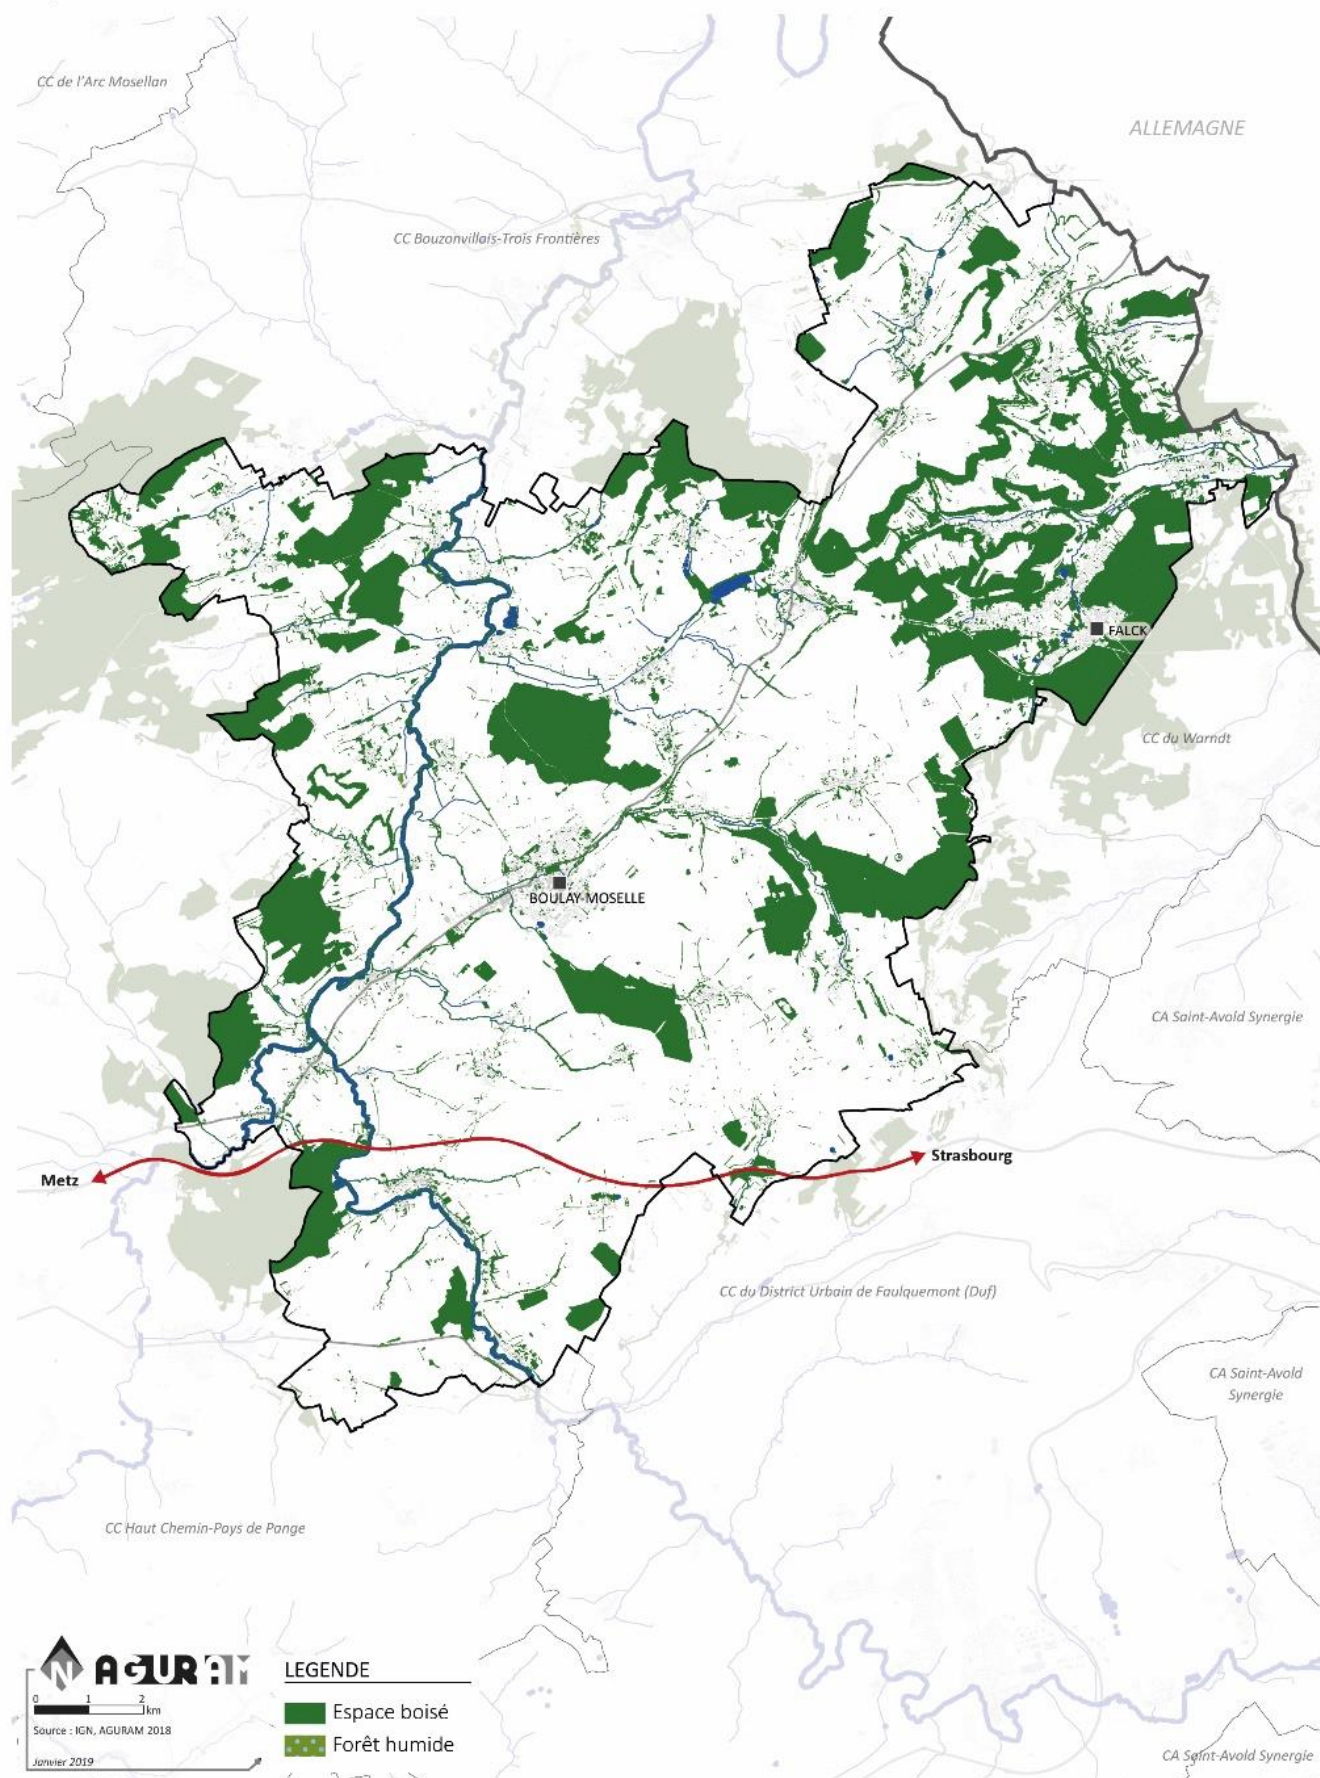 CC de l'Arc Mosellan
ALLEMAGNE
CC Bouzonvillois-Trois Frontières
FALCK
CC du Warndt
BOULAY-MOSELLE
CA Saint-Avold Synergie
Metz
Strasbourg
CC du District Urbain de Faulquemont (Duf)
CA Saint-Avold
Synergie
CC Haut Chemin-Pays de Pange
N AGURAM
0 1 2
km
Source : IGN, AGURAM 2018
Janvier 2019
LEGENDE
Espace boisé
Forêt humide
CA Saint-Avold Synergie